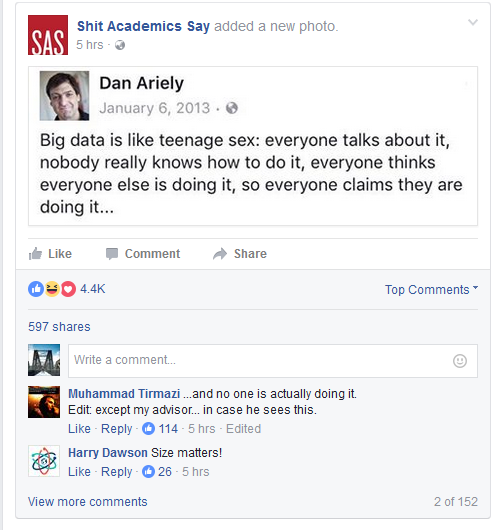 SAS
Shit Academics Say added a new photo.
5 hrs ·
Dan Ariely
January 6, 2013 ·
Big data is like teenage sex: everyone talks about it,
nobody really knows how to do it, everyone thinks
everyone else is doing it, so everyone claims they are
doing it...
Like Comment Share
4.4K Top Comments
597 shares
Write a comment...
Muhammad Tirmazi ...and no one is actually doing it.
Edit: except my advisor... in case he sees this.
Like · Reply · 114 · 5 hrs · Edited
Harry Dawson Size matters!
Like · Reply · 26 · 5 hrs
View more comments 2 of 152